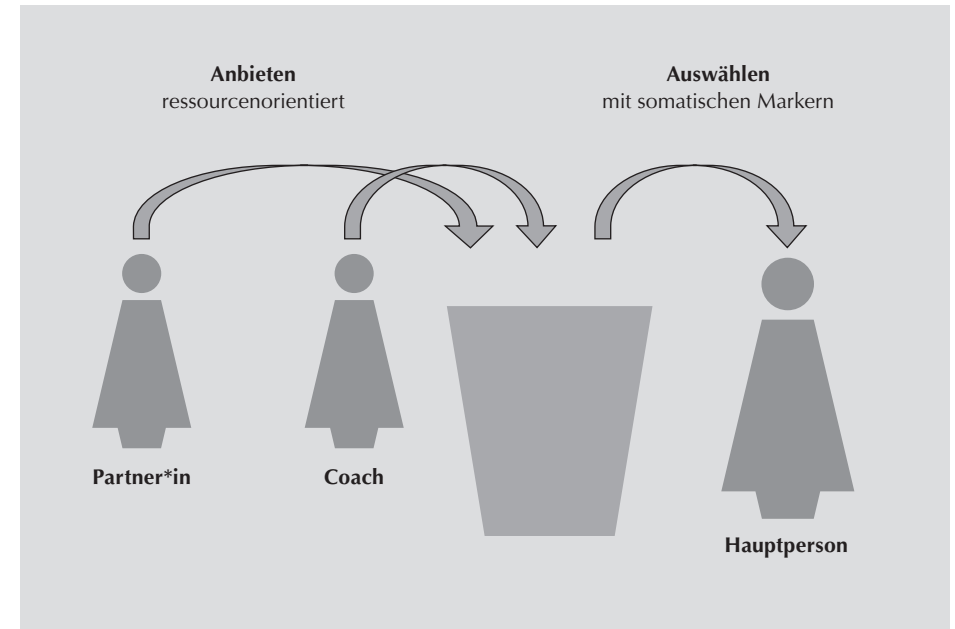 Anbieten
ressourcenorientiert
Auswählen
mit somatischen Markern
Partner*in
Coach
Hauptperson